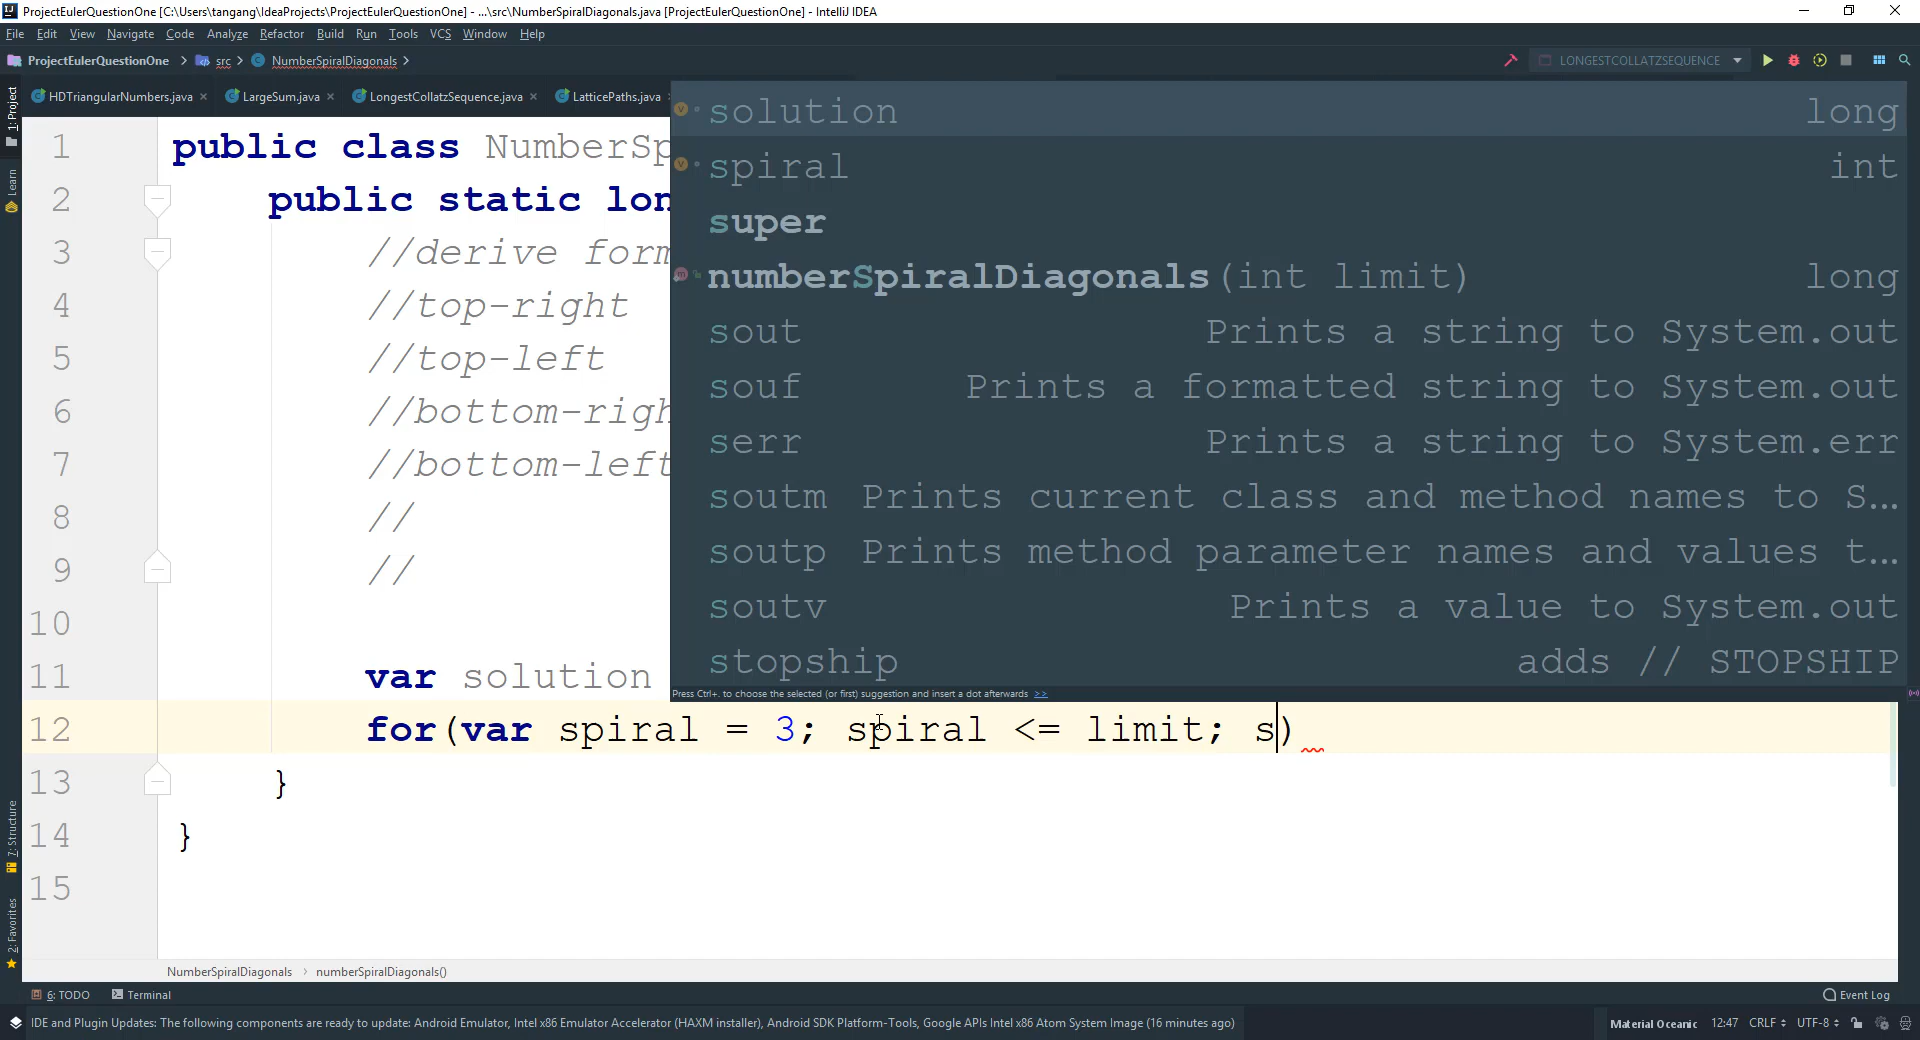 ProjectEulerQuestionOne [C:\Users\tangang\IdeaProjects\ProjectEulerQuestionOne] - ...\src\NumberSpiralDiagonals.java [ProjectEulerQuestionOne] - IntelliJ IDEA
File Edit View Navigate Code Analyze Refactor Build Run Tools VCS Window Help
ProjectEulerQuestionOne src NumberSpiralDiagonals LONGESTCOLLATZSEQUENCE
HDTriangularNumbers.java LargeSum.java LongestCollatzSequence.java LatticePaths.java
1: Project
Learn
7: Structure
2: Favorites
1 public class NumberSp
2 public static lon
3 //derive form
4 //top-right
5 //top-left
6 //bottom-righ
7 //bottom-left
8 //
9 //
10
11 var solution
12 for(var spiral = 3; spiral <= limit; s)
13 }
14 }
15
solution long
spiral int
super
numberSpiralDiagonals(int limit) long
sout Prints a string to System.out
souf Prints a formatted string to System.out
serr Prints a string to System.err
soutm Prints current class and method names to S...
soutp Prints method parameter names and values t...
soutv Prints a value to System.out
stopship adds // STOPSHIP
Press Ctrl+. to choose the selected (or first) suggestion and insert a dot afterwards >>
NumberSpiralDiagonals numberSpiralDiagonals()
6: TODO Terminal Event Log
IDE and Plugin Updates: The following components are ready to update: Android Emulator, Intel x86 Emulator Accelerator (HAXM installer), Android SDK Platform-Tools, Google APIs Intel x86 Atom System Image (16 minutes ago) Material Oceanic 12:47 CRLF UTF-8